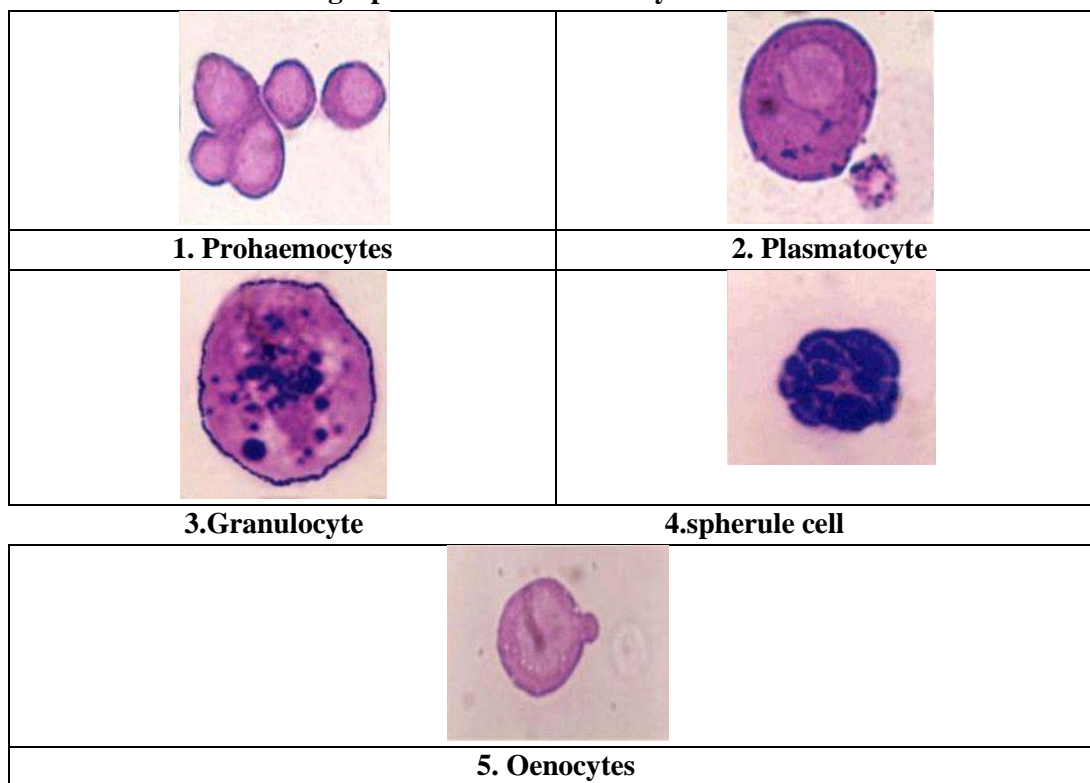 1. Prohaemocytes
2. Plasmatocyte
3.Granulocyte
4.spherule cell
5. Oenocytes